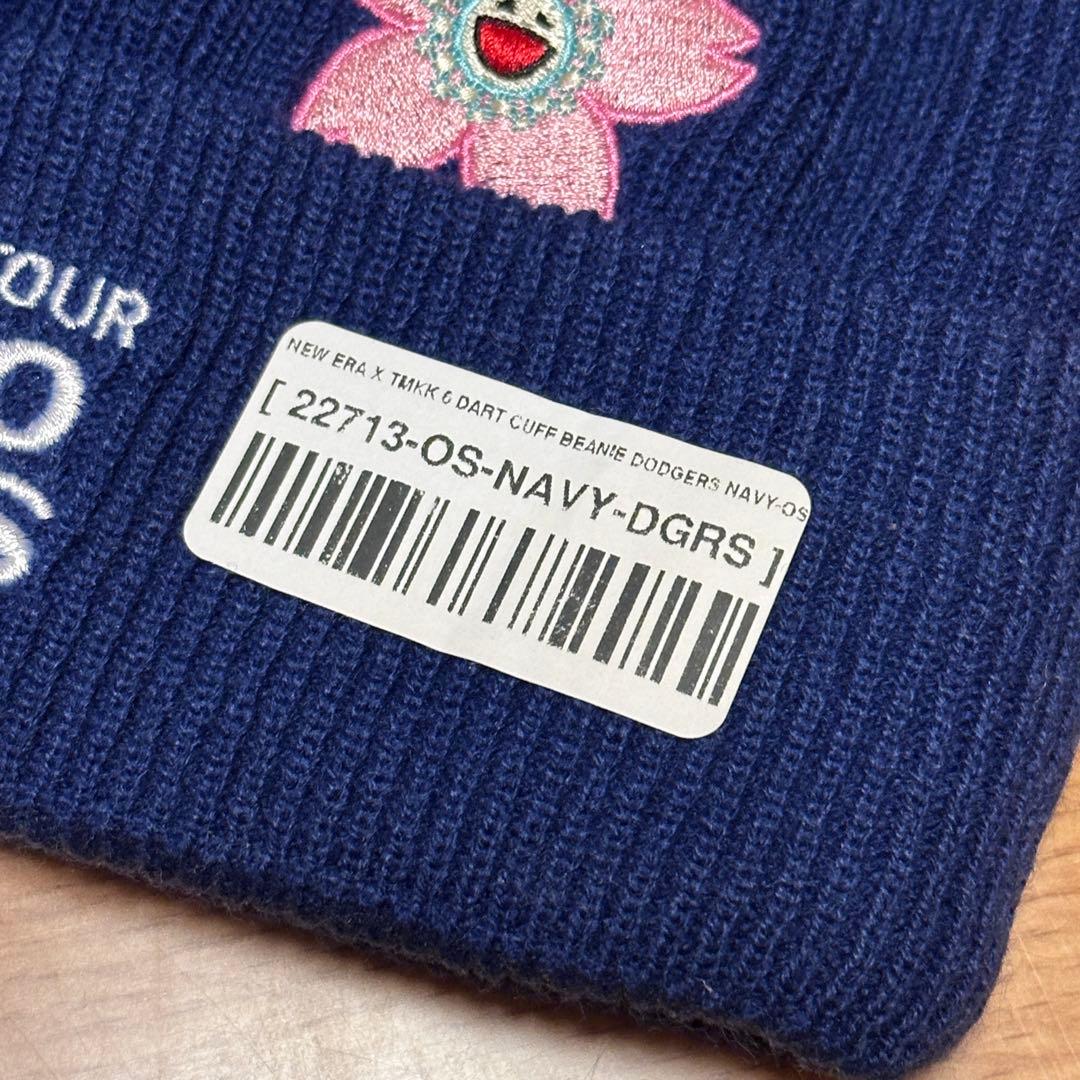 TOUR
NEW ERA X TMKK 6 DART CUFF BEANIE DODGERS NAVY-OS
[ 22713-OS-NAVY-DGRS ]